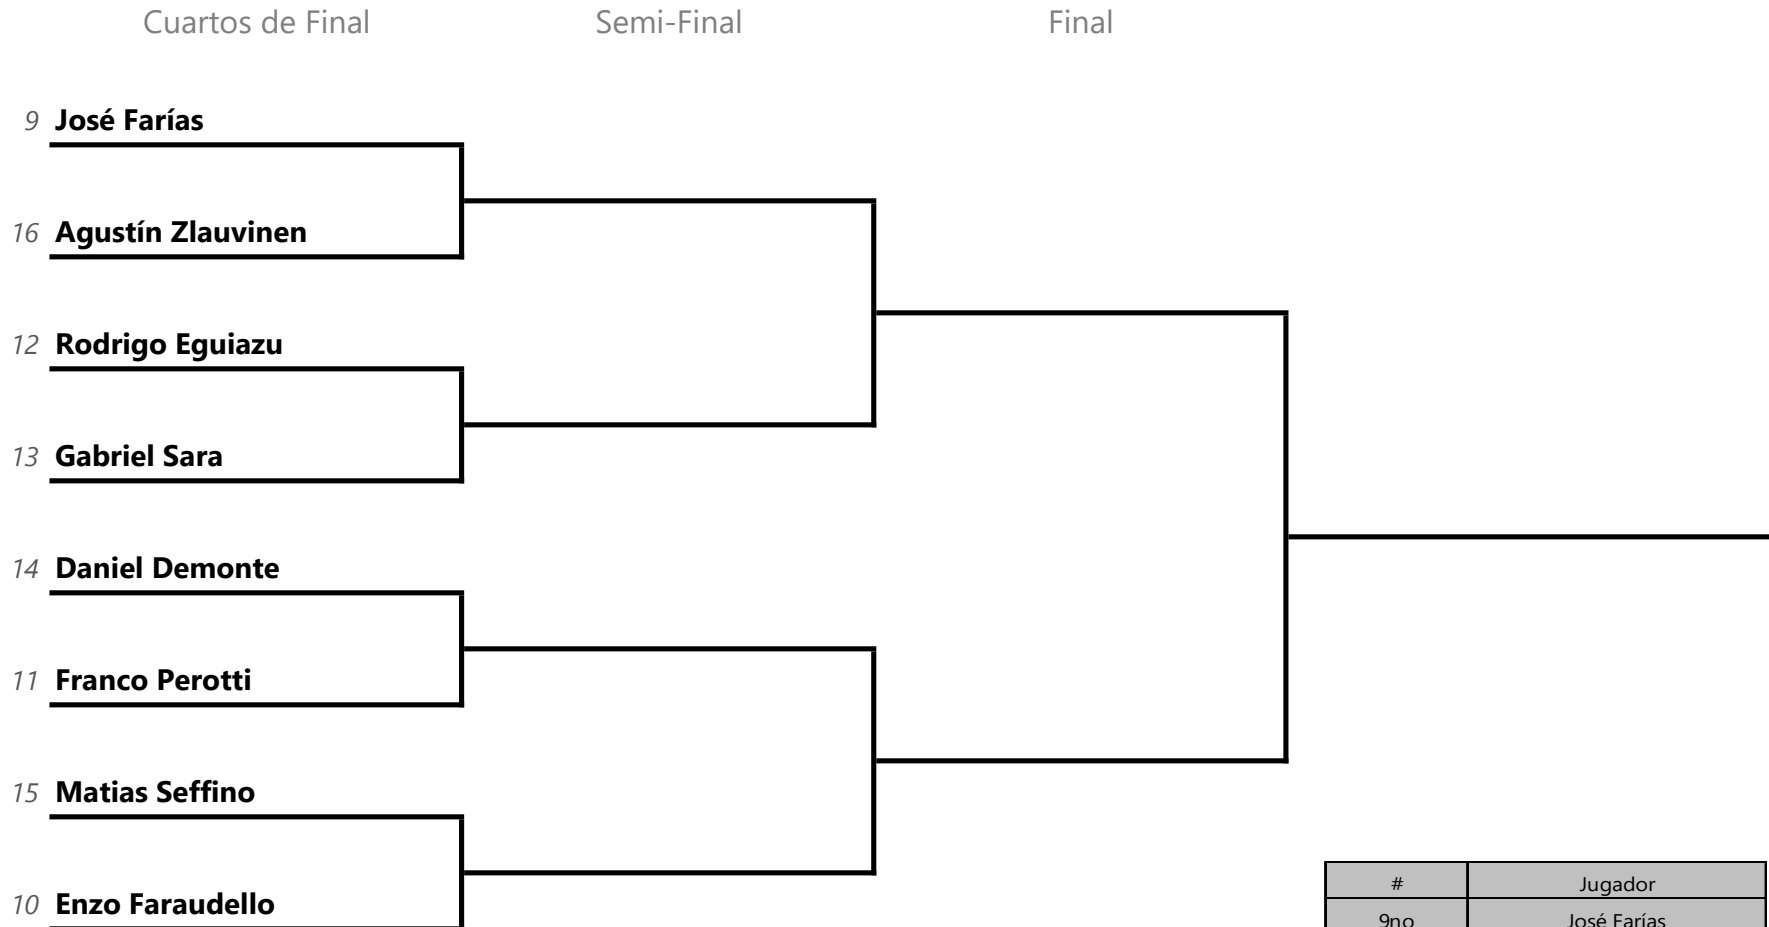 Cuartos de Final Semi-Final Final
9 José Farías
16 Agustín Zlauvinen
12 Rodrigo Eguiazu
13 Gabriel Sara
14 Daniel Demonte
11 Franco Perotti
15 Matias Seffino
10 Enzo Faraudello
# Jugador
9no José Farías